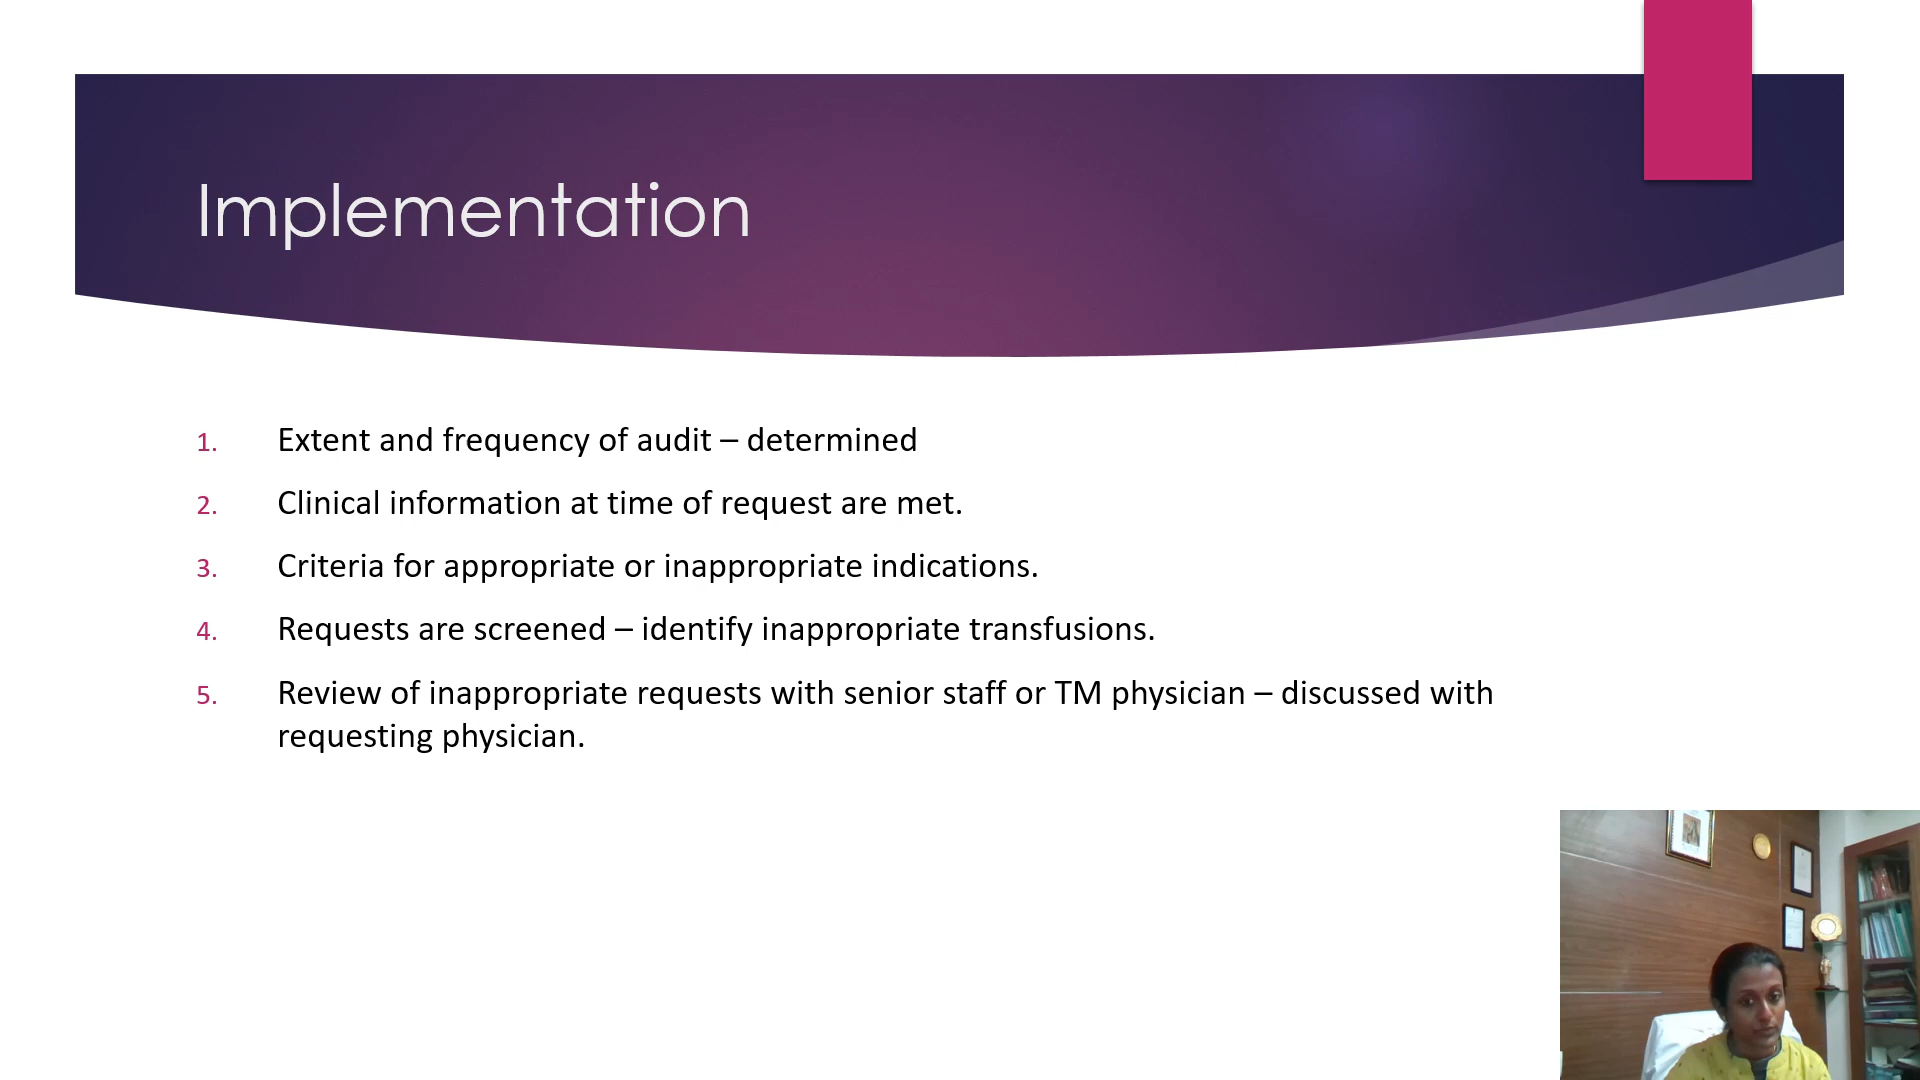 Implementation
1. Extent and frequency of audit – determined
2. Clinical information at time of request are met.
3. Criteria for appropriate or inappropriate indications.
4. Requests are screened – identify inappropriate transfusions.
5. Review of inappropriate requests with senior staff or TM physician – discussed with
requesting physician.